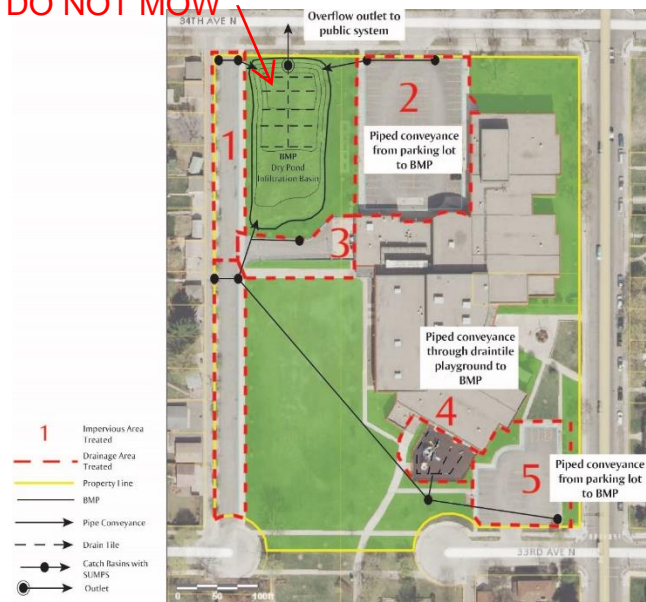 DO NOT MOW
34TH AVE N
Overflow outlet to
public system
1
2
Piped conveyance
from parking lot
to BMP
BMP
Dry Pond
Infiltration Basin
3
Piped conveyance
through draintile
playground to
BMP
4
5
Piped conveyance
from parking lot
to BMP
33RD AVE N
1 Impervious Area
Treated
Drainage Area
Treated
Property Line
BMP
Pipe Conveyance
Drain Tile
Catch Basins with
SUMPS
Outlet
0 50 100ft